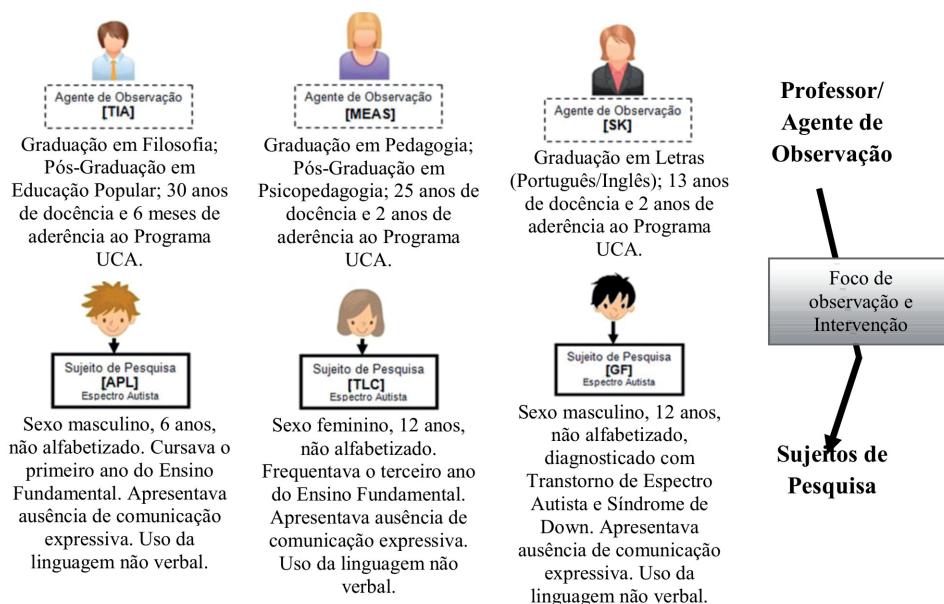 Agente de Observação
[TIA]
Graduação em Filosofia;
Pós-Graduação em
Educação Popular; 30 anos
de docência e 6 meses de
aderência ao Programa
UCA.
Agente de Observação
[MEAS]
Graduação em Pedagogia;
Pós-Graduação em
Psicopedagogia; 25 anos de
docência e 2 anos de
aderência ao Programa
UCA.
Agente de Observação
[SK]
Graduação em Letras
(Português/Inglês); 13 anos
de docência e 2 anos de
aderência ao Programa
UCA.
Professor/
Agente de
Observação
Foco de
observação e
Intervenção
Sujeitos de
Pesquisa
Sujeito de Pesquisa
[APL]
Espectro Autista
Sexo masculino, 6 anos,
não alfabetizado. Cursava o
primeiro ano do Ensino
Fundamental. Apresentava
ausência de comunicação
expressiva. Uso da
linguagem não verbal.
Sujeito de Pesquisa
[TLC]
Espectro Autista
Sexo feminino, 12 anos,
não alfabetizado.
Frequentava o terceiro ano
do Ensino Fundamental.
Apresentava ausência de
comunicação expressiva.
Uso da linguagem não
verbal.
Sujeito de Pesquisa
[GF]
Espectro Autista
Sexo masculino, 12 anos,
não alfabetizado,
diagnosticado com
Transtorno de Espectro
Autista e Síndrome de
Down. Apresentava
ausência de comunicação
expressiva. Uso da
linguagem não verbal.